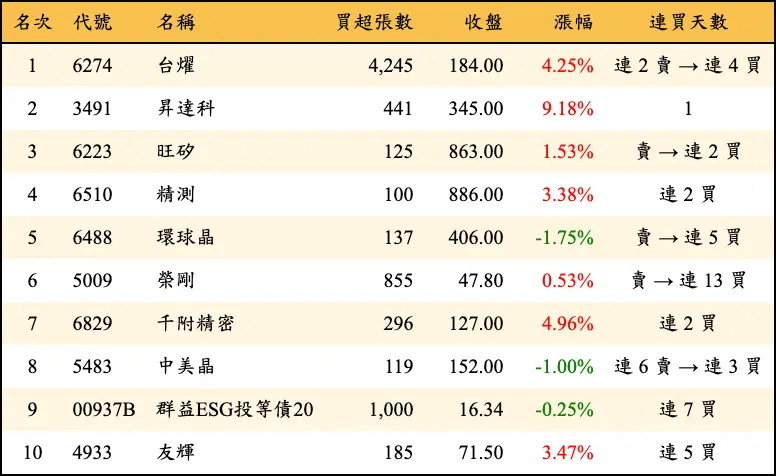 名次 代號 名稱 買超張數 收盤 漲幅 連買天數
1 6274 台燿 4,245 184.00 4.25% 連 2 賣 → 連 4 買
2 3491 昇達科 441 345.00 9.18% 1
3 6223 旺矽 125 863.00 1.53% 賣 → 連 2 買
4 6510 精測 100 886.00 3.38% 連 2 買
5 6488 環球晶 137 406.00 -1.75% 賣 → 連 5 買
6 5009 榮剛 855 47.80 0.53% 賣 → 連 13 買
7 6829 千附精密 296 127.00 4.96% 連 2 買
8 5483 中美晶 119 152.00 -1.00% 連 6 賣 → 連 3 買
9 00937B 群益ESG投等債20 1,000 16.34 -0.25% 連 7 買
10 4933 友輝 185 71.50 3.47% 連 5 買